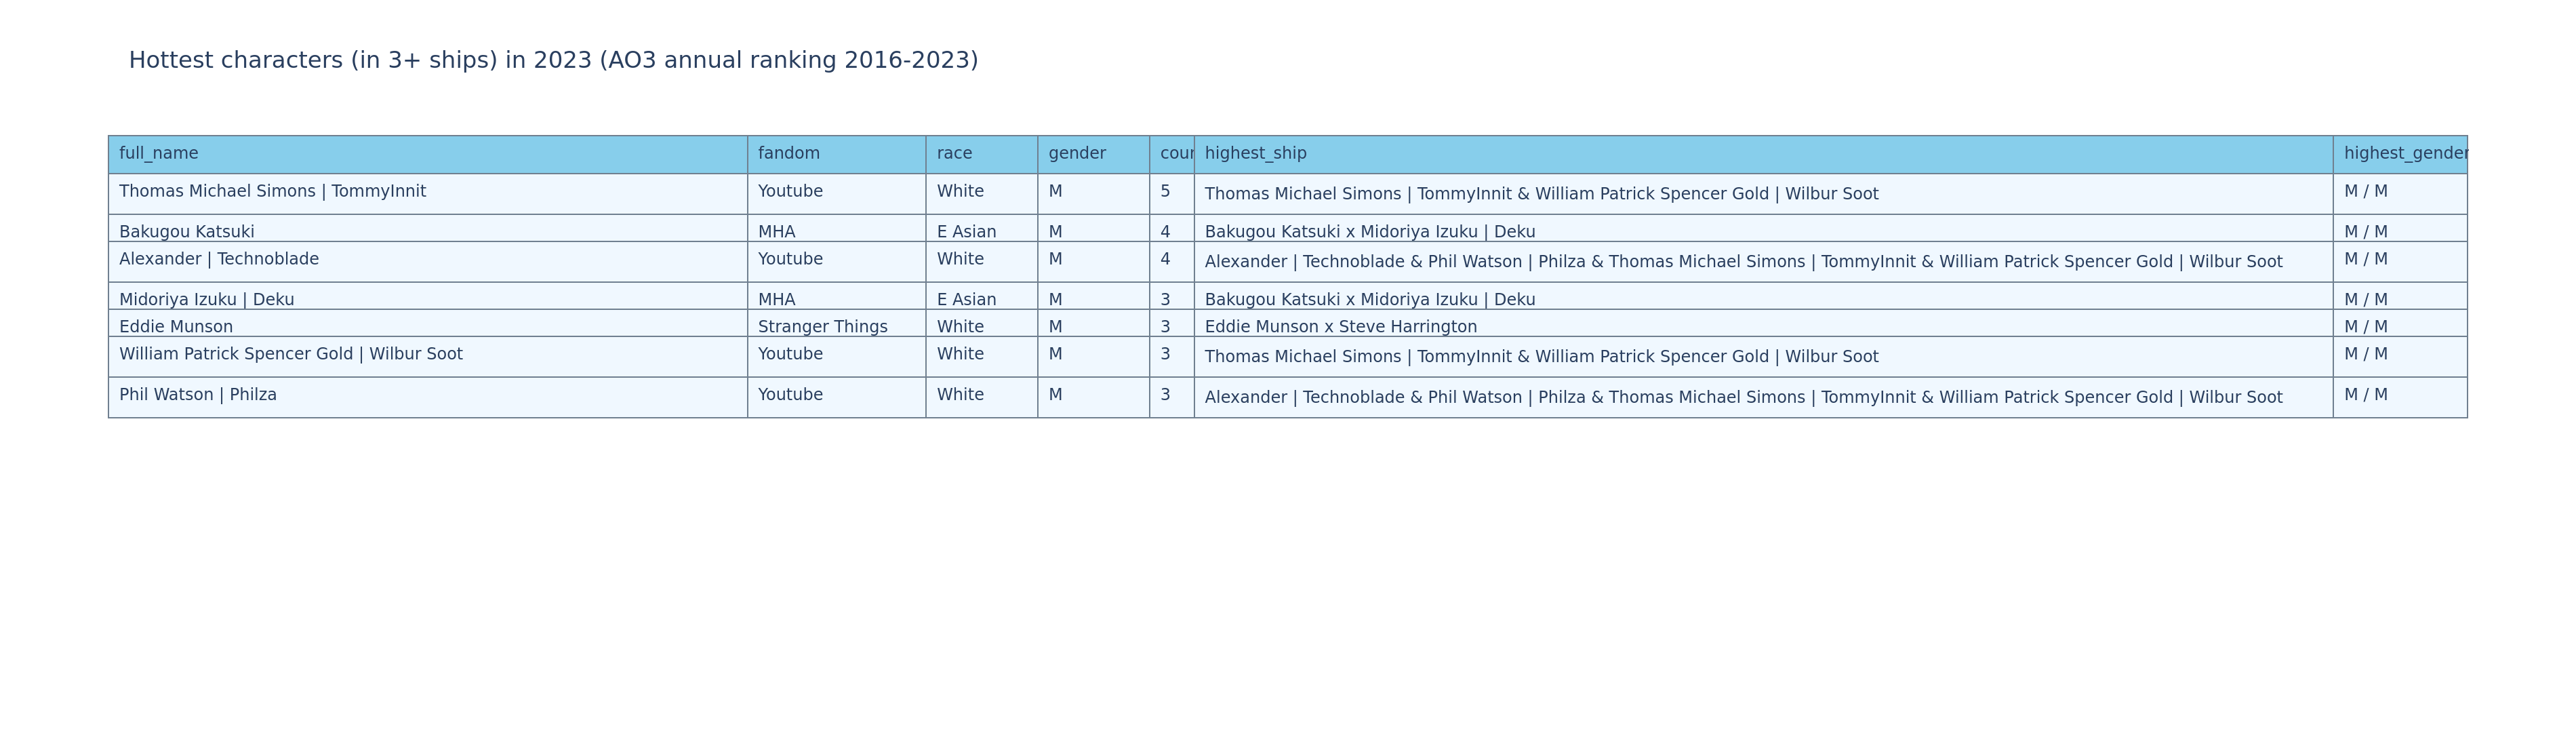 Hottest characters (in 3+ ships) in 2023 (AO3 annual ranking 2016-2023)
full_name fandom race gender cour highest_ship highest_gender
Thomas Michael Simons | TommyInnit Youtube White M 5 Thomas Michael Simons | TommyInnit & William Patrick Spencer Gold | Wilbur Soot M / M
Bakugou Katsuki MHA E Asian M 4 Bakugou Katsuki x Midoriya Izuku | Deku M / M
Alexander | Technoblade Youtube White M 4 Alexander | Technoblade & Phil Watson | Philza & Thomas Michael Simons | TommyInnit & William Patrick Spencer Gold | Wilbur Soot M / M
Midoriya Izuku | Deku MHA E Asian M 3 Bakugou Katsuki x Midoriya Izuku | Deku M / M
Eddie Munson Stranger Things White M 3 Eddie Munson x Steve Harrington M / M
William Patrick Spencer Gold | Wilbur Soot Youtube White M 3 Thomas Michael Simons | TommyInnit & William Patrick Spencer Gold | Wilbur Soot M / M
Phil Watson | Philza Youtube White M 3 Alexander | Technoblade & Phil Watson | Philza & Thomas Michael Simons | TommyInnit & William Patrick Spencer Gold | Wilbur Soot M / M